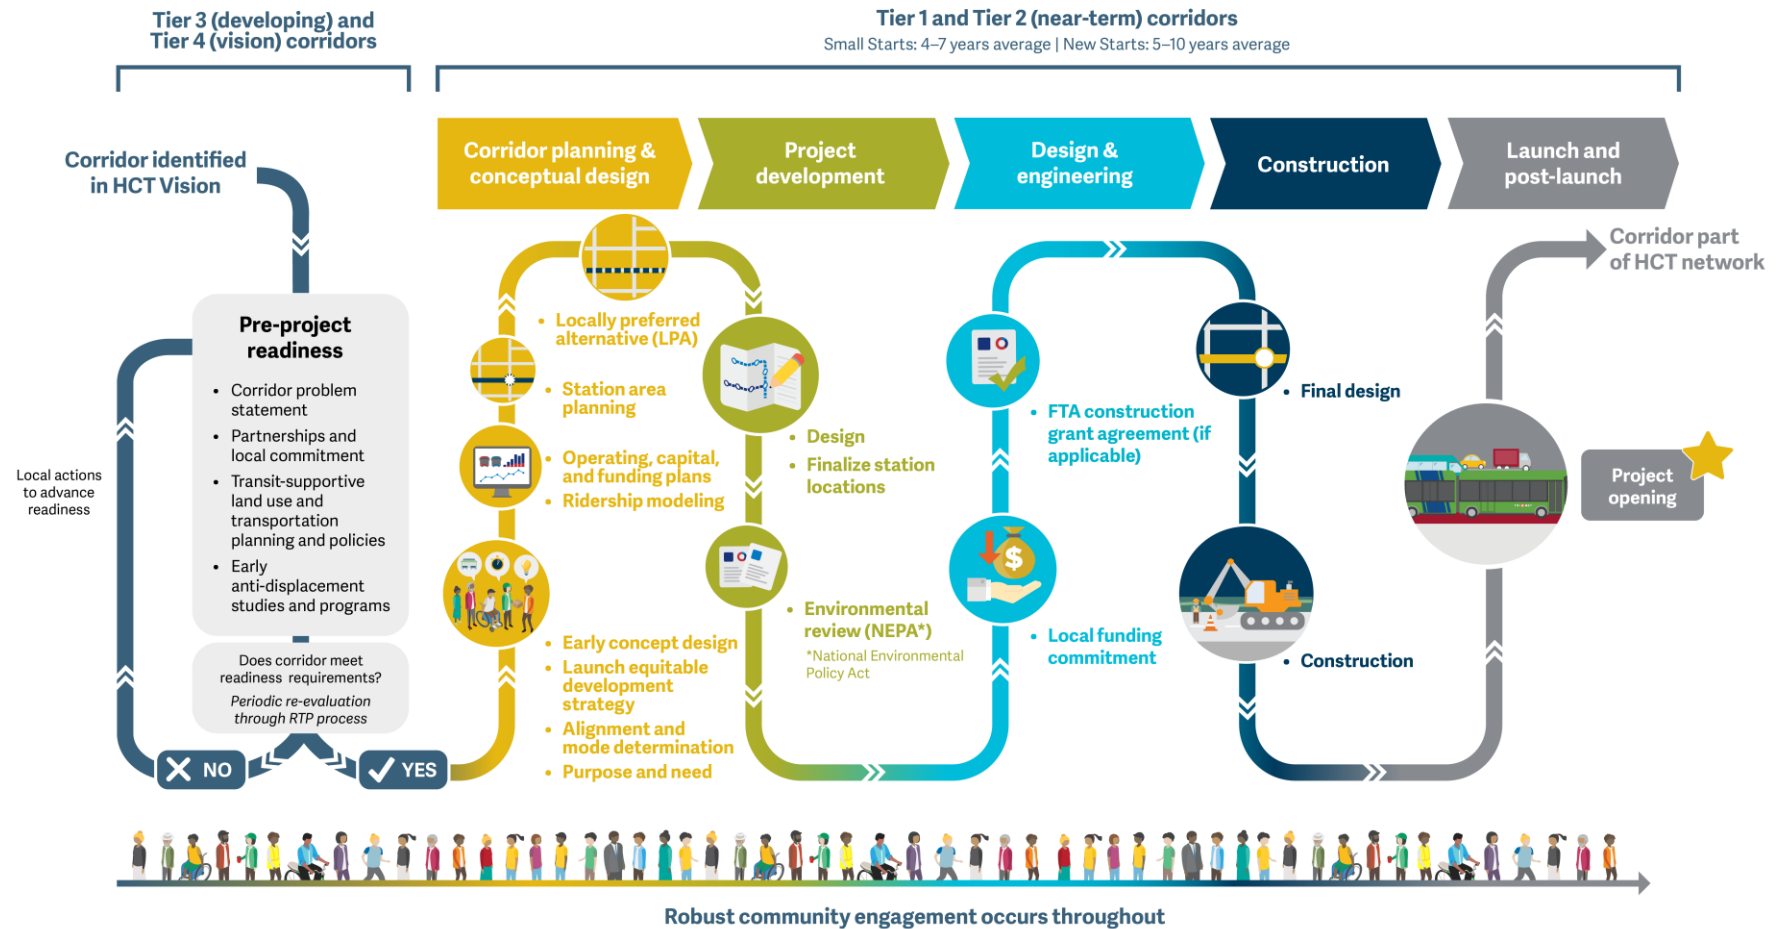 Tier 3 (developing) and
Tier 4 (vision) corridors
Tier 1 and Tier 2 (near-term) corridors
Small Starts: 4–7 years average | New Starts: 5–10 years average
Corridor identified
in HCT Vision
Pre-project
readiness
• Corridor problem
statement
• Partnerships and
local commitment
• Transit-supportive
land use and
transportation
planning and policies
• Early
anti-displacement
studies and programs
Local actions
to advance
readiness
Does corridor meet
readiness requirements?
Periodic re-evaluation
through RTP process
NO
YES
Corridor planning &
conceptual design
• Locally preferred
alternative (LPA)
• Station area
planning
• Operating, capital,
and funding plans
• Ridership modeling
• Early concept design
• Launch equitable
development
strategy
• Alignment and
mode determination
• Purpose and need
Project
development
• Design
• Finalize station
locations
• Environmental
review (NEPA*)
*National Environmental
Policy Act
Design &
engineering
• FTA construction
grant agreement (if
applicable)
$
• Local funding
commitment
Construction
• Final design
• Construction
Launch and
post-launch
Corridor part
of HCT network
Project
opening
Robust community engagement occurs throughout